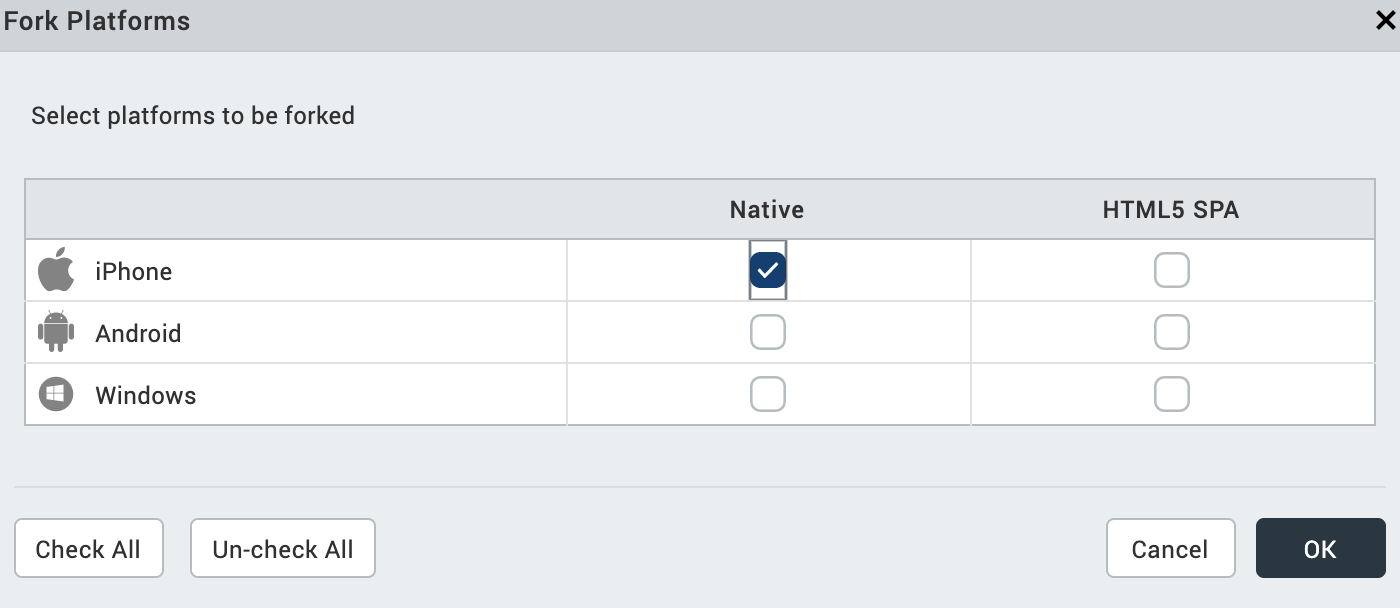 Fork Platforms
Select platforms to be forked
Native HTML5 SPA
iPhone
Android
Windows
Check All Un-check All Cancel OK